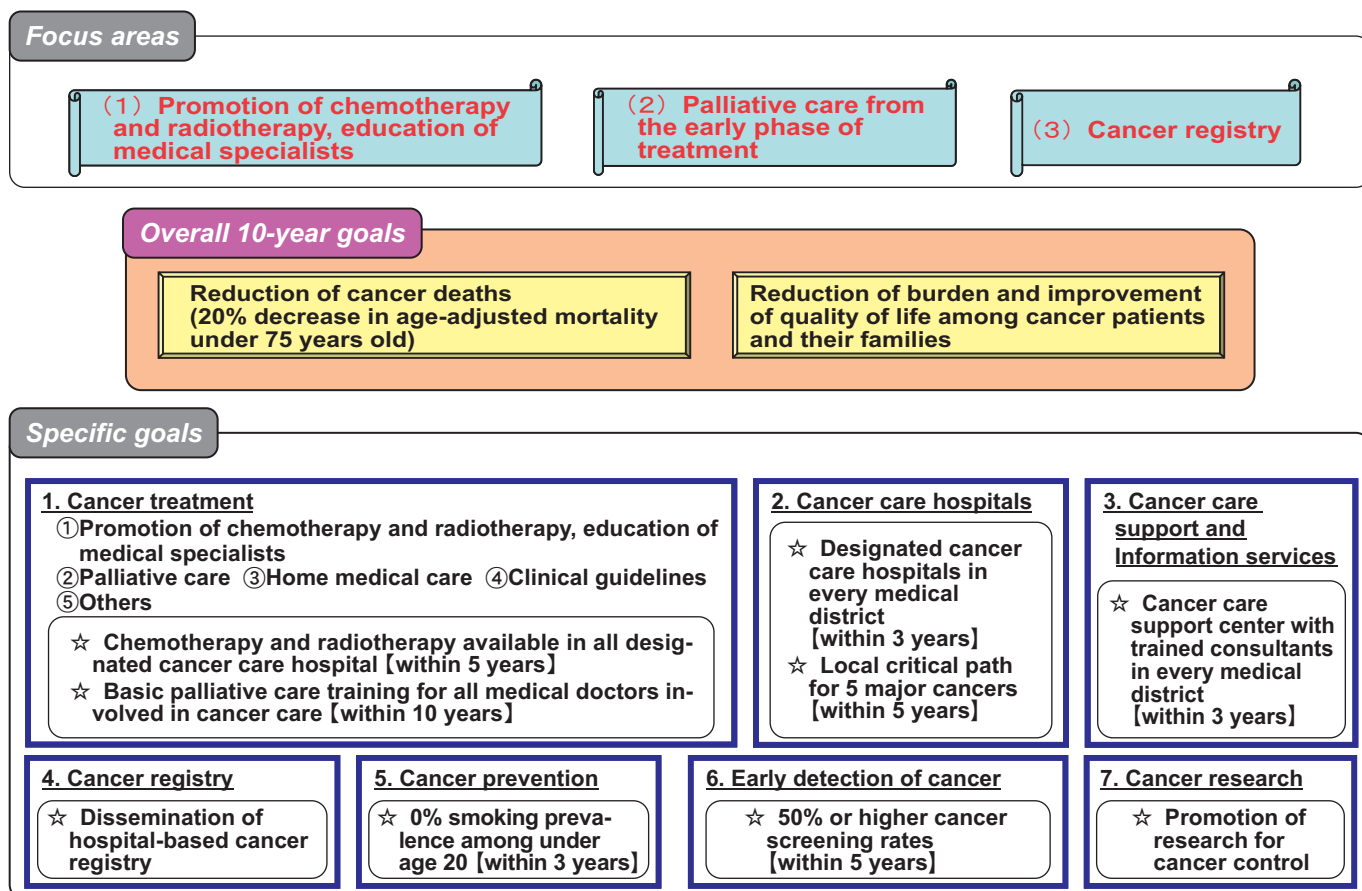 Focus areas
（1）Promotion of chemotherapy
and radiotherapy, education of
medical specialists
（2）Palliative care from
the early phase of
treatment
（3）Cancer registry
Overall 10-year goals
Reduction of cancer deaths
(20% decrease in age-adjusted mortality
under 75 years old)
Reduction of burden and improvement
of quality of life among cancer patients
and their families
Specific goals
1. Cancer treatment
①Promotion of chemotherapy and radiotherapy, education of
medical specialists
②Palliative care ③Home medical care ④Clinical guidelines
⑤Others
☆ Chemotherapy and radiotherapy available in all desig-
nated cancer care hospital【within 5 years】
☆ Basic palliative care training for all medical doctors in-
volved in cancer care【within 10 years】
2. Cancer care hospitals
☆ Designated cancer
care hospitals in
every medical
district
【within 3 years】
☆ Local critical path
for 5 major cancers
【within 5 years】
3. Cancer care
support and
Information services
☆ Cancer care
support center with
trained consultants
in every medical
district
【within 3 years】
4. Cancer registry
☆ Dissemination of
hospital-based cancer
registry
5. Cancer prevention
☆ 0% smoking preva-
lence among under
age 20【within 3 years】
6. Early detection of cancer
☆ 50% or higher cancer
screening rates
【within 5 years】
7. Cancer research
☆ Promotion of
research for
cancer control